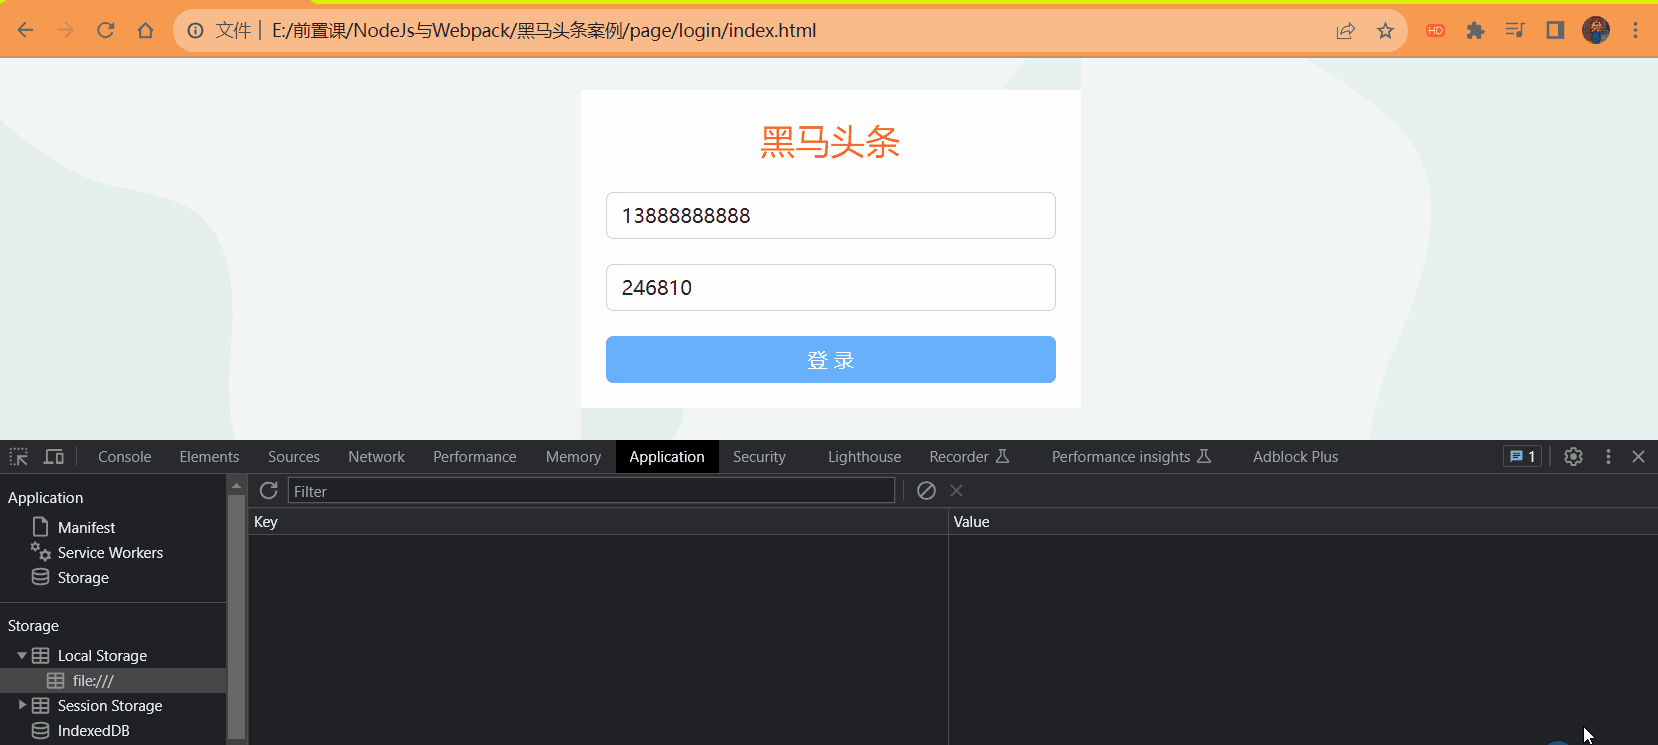 文件 | E:/前置课/NodeJs与Webpack/黑马头条案例/page/login/index.html
HD
黑马头条
13888888888
246810
登 录
Console Elements Sources Network Performance Memory Application Security Lighthouse Recorder Performance insights Adblock Plus 1
Application
Filter
Key Value
Manifest
Service Workers
Storage
Storage
Local Storage
file:///
Session Storage
IndexedDB